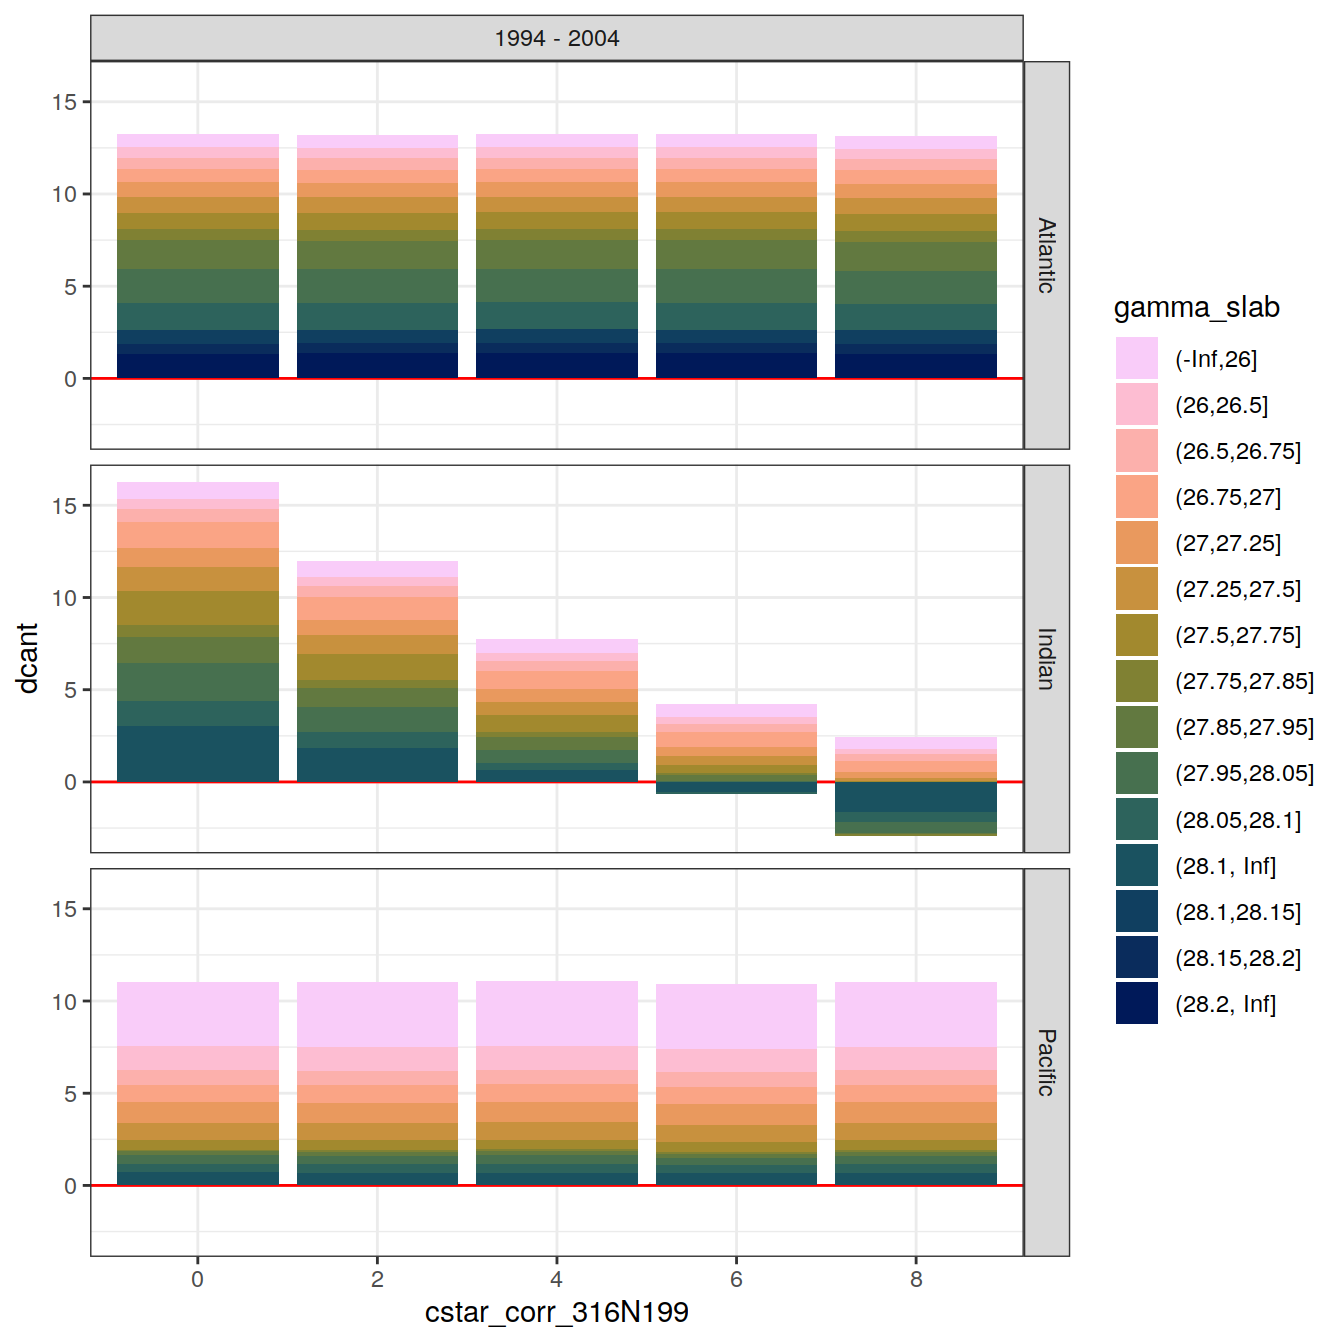 1994 - 2004
15
10
5
0
Atlantic
15
10
5
0
Indian
15
10
5
0
Pacific
dcant
0 2 4 6 8
cstar_corr_316N199
gamma_slab
(-Inf,26]
(26,26.5]
(26.5,26.75]
(26.75,27]
(27,27.25]
(27.25,27.5]
(27.5,27.75]
(27.75,27.85]
(27.85,27.95]
(27.95,28.05]
(28.05,28.1]
(28.1, Inf]
(28.1,28.15]
(28.15,28.2]
(28.2, Inf]